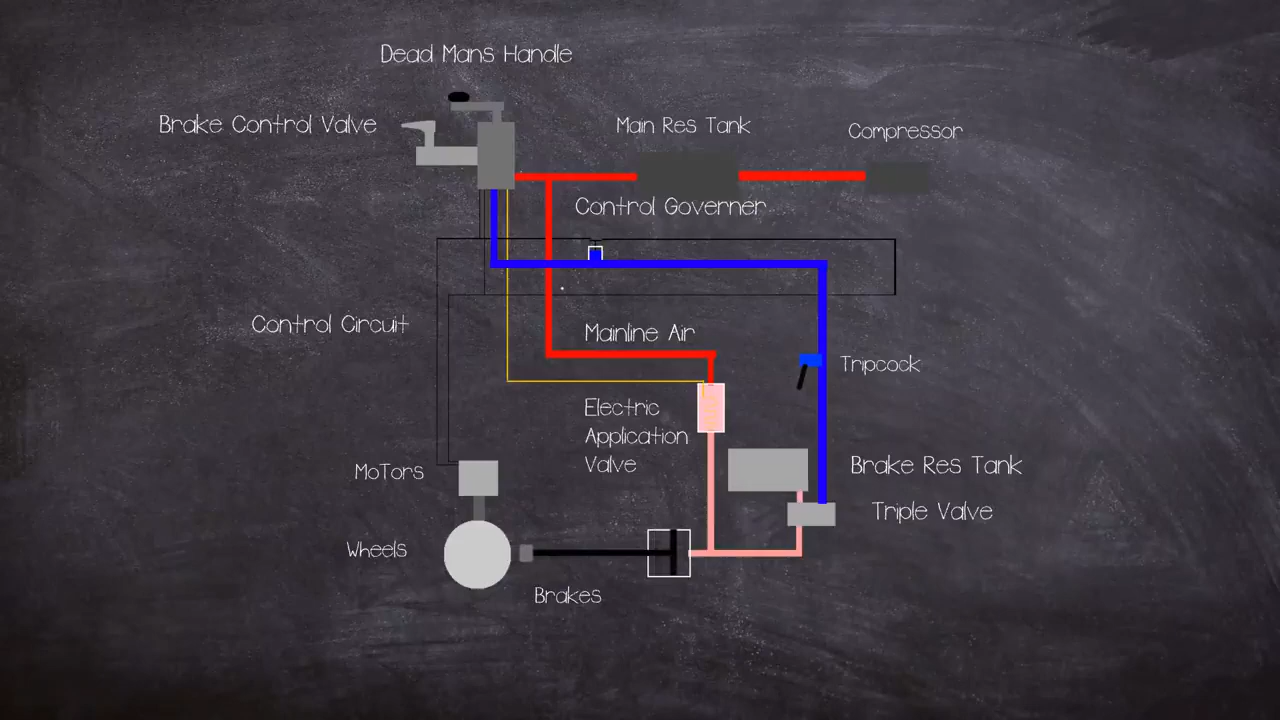 Dead Mans Handle
Brake Control Valve
Main Res Tank
Compressor
Control Governer
Control Circuit
Mainline Air
Tripcock
Electric
Application
Valve
MoTors
Brake Res Tank
Triple Valve
Wheels
Brakes